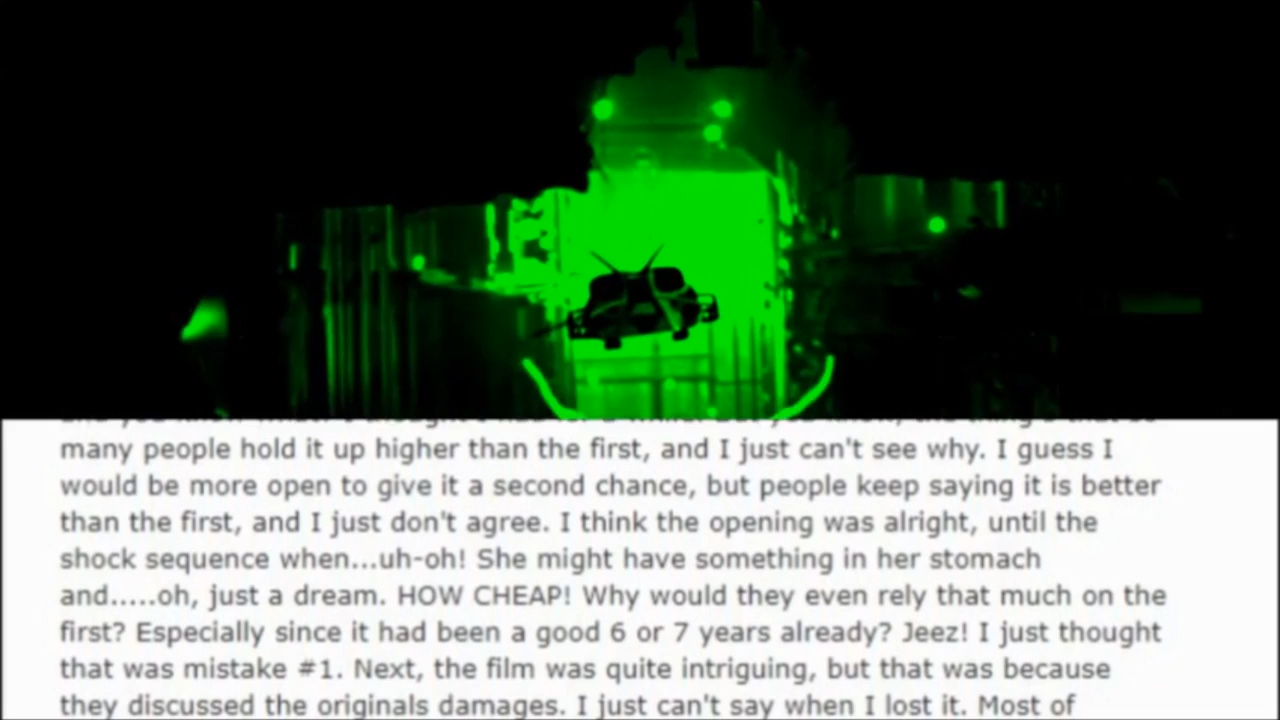 many people hold it up higher than the first, and I just can't see why. I guess I
would be more open to give it a second chance, but people keep saying it is better
than the first, and I just don't agree. I think the opening was alright, until the
shock sequence when...uh-oh! She might have something in her stomach
and.....oh, just a dream. HOW CHEAP! Why would they even rely that much on the
first? Especially since it had been a good 6 or 7 years already? Jeez! I just thought
that was mistake #1. Next, the film was quite intriguing, but that was because
they discussed the originals damages. I just can't say when I lost it. Most of